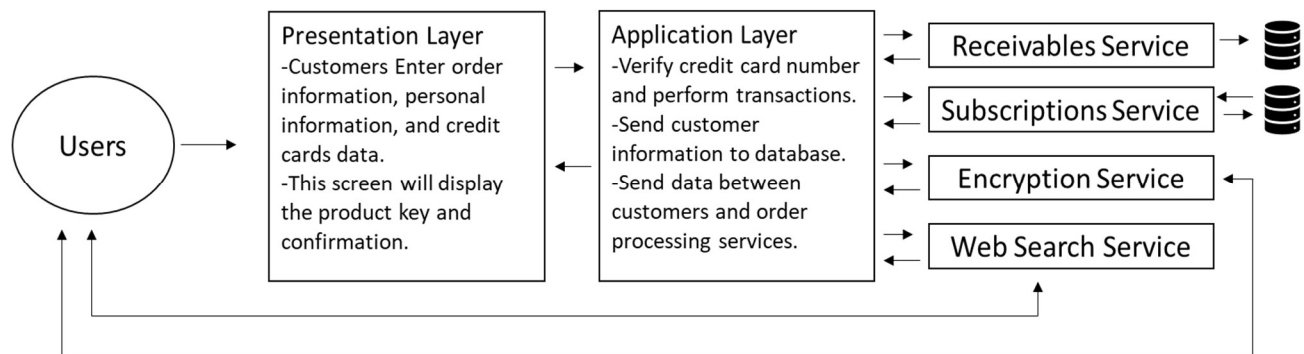 Users
Presentation Layer
-Customers Enter order
information, personal
information, and credit
cards data.
-This screen will display
the product key and
confirmation.
Application Layer
-Verify credit card number
and perform transactions.
-Send customer
information to database.
-Send data between
customers and order
processing services.
Receivables Service
Subscriptions Service
Encryption Service
Web Search Service